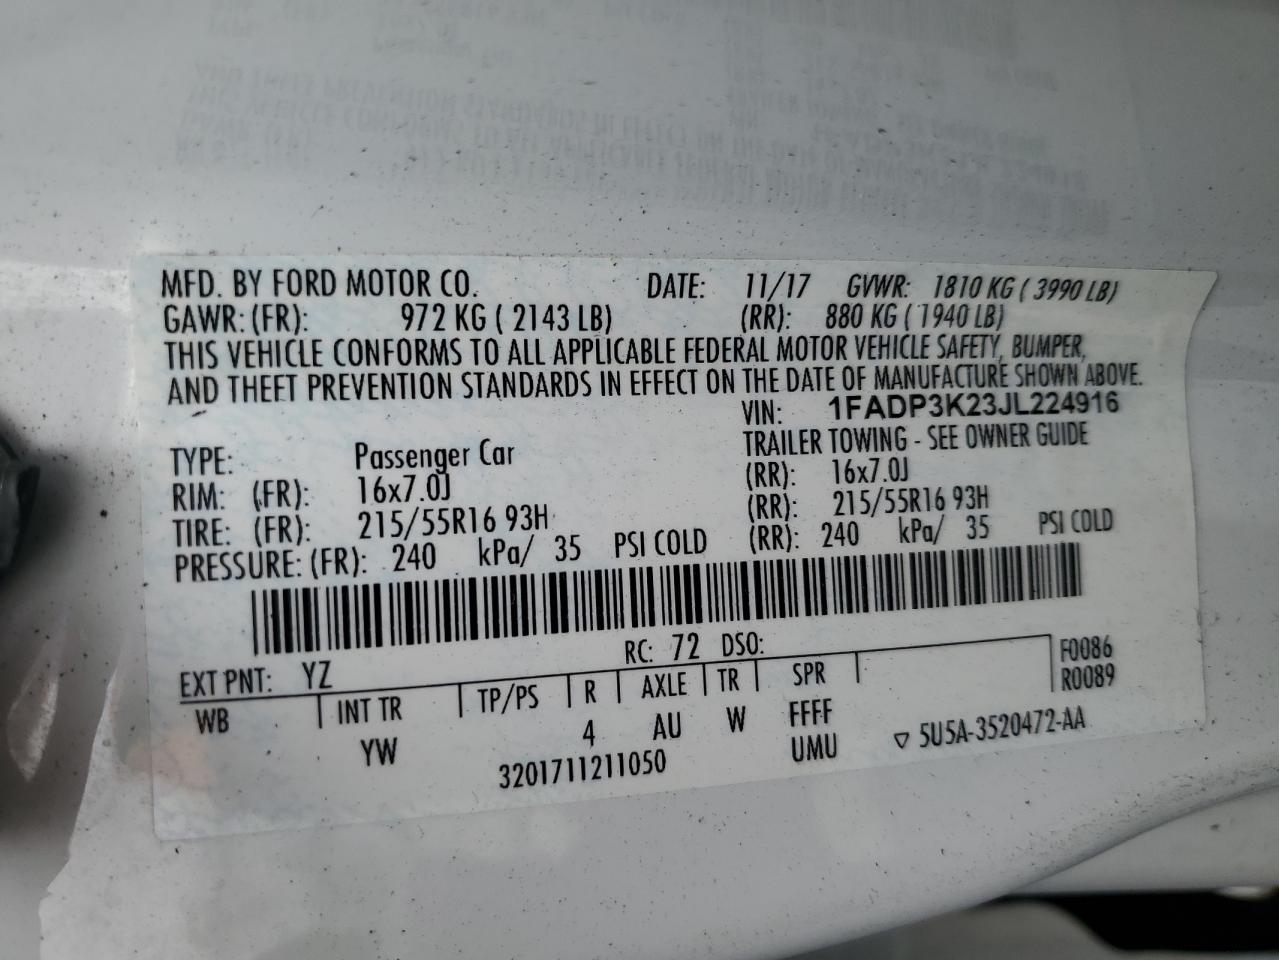 MFD. BY FORD MOTOR CO. DATE: 11/17 GVWR: 1810 KG ( 3990 LB)
GAWR: (FR): 972 KG ( 2143 LB) (RR): 880 KG ( 1940 LB)
THIS VEHICLE CONFORMS TO ALL APPLICABLE FEDERAL MOTOR VEHICLE SAFETY, BUMPER,
AND THEFT PREVENTION STANDARDS IN EFFECT ON THE DATE OF MANUFACTURE SHOWN ABOVE.
VIN: 1FADP3K23JL224916
TYPE: Passenger Car TRAILER TOWING - SEE OWNER GUIDE
RIM: (FR): 16x7.0J (RR): 16x7.0J
TIRE: (FR): 215/55R16 93H (RR): 215/55R16 93H
PRESSURE: (FR): 240 kPa/ 35 PSI COLD (RR): 240 kPa/ 35 PSI COLD
EXT PNT: YZ RC: 72 DSO: F0086
WB INT TR TP/PS R AXLE TR SPR R0089
YW 4 AU W FFFF
UMU
3201711211050 ▽ 5U5A-3520472-AA